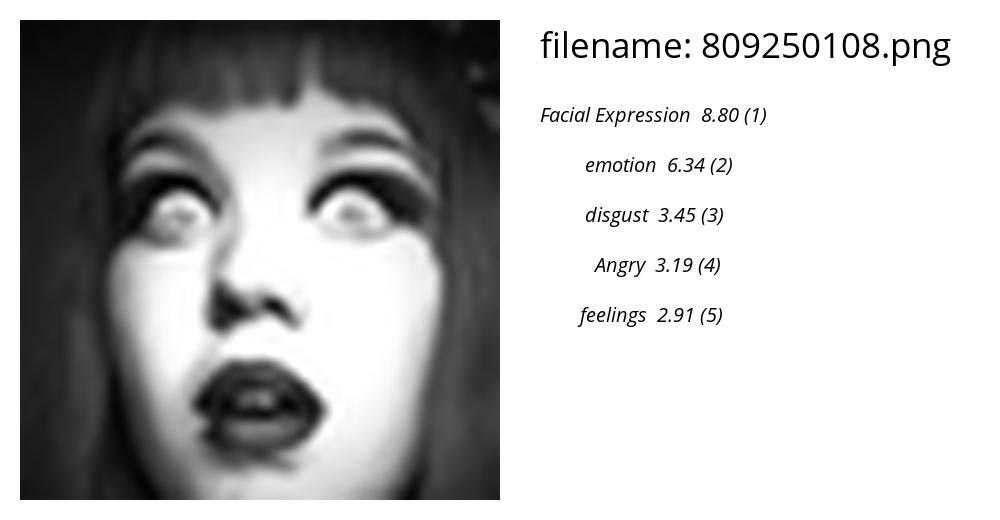 filename: 809250108.png
Facial Expression 8.80 (1)
emotion 6.34 (2)
disgust 3.45 (3)
Angry 3.19 (4)
feelings 2.91 (5)